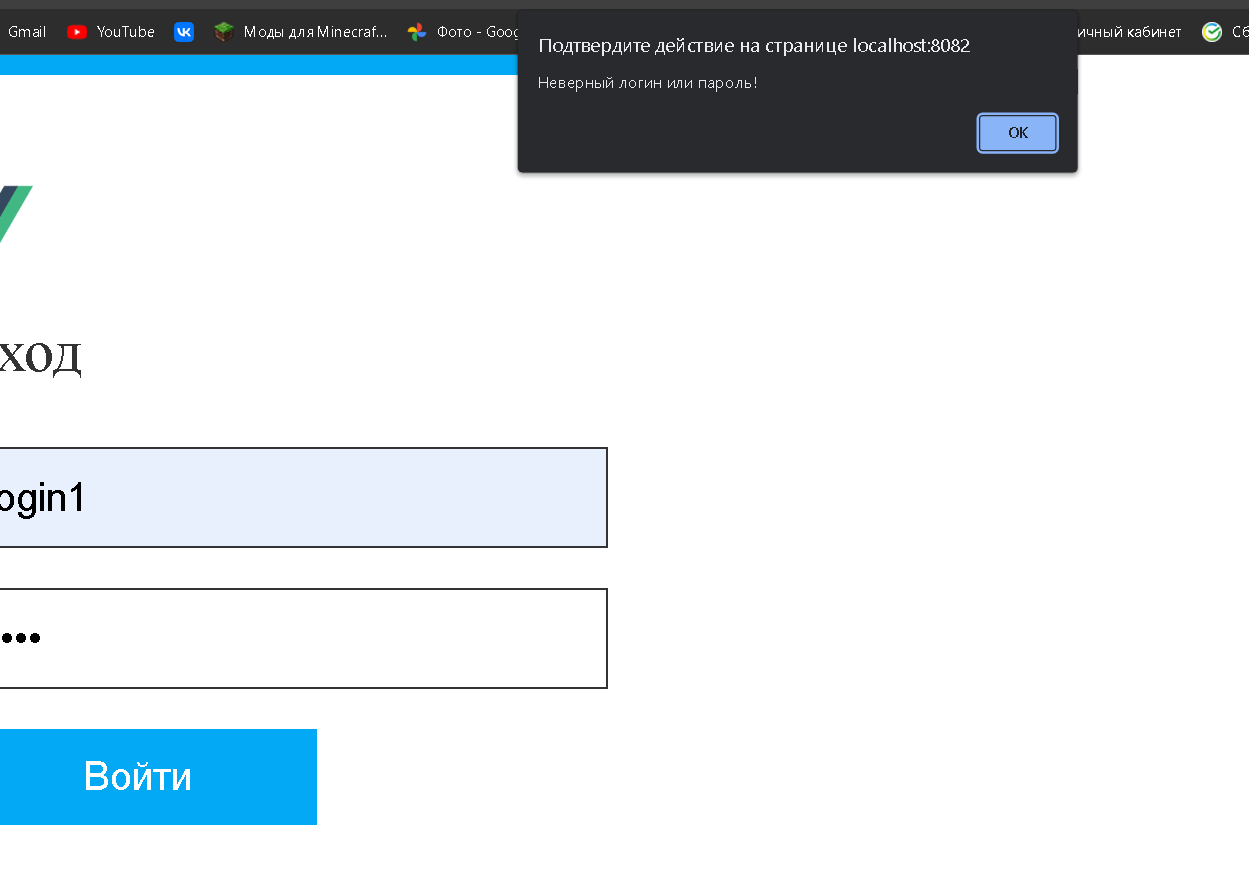 Gmail
YouTube
Моды для Minecraf...
Фото - Goog
ичный кабинет
Сб
Подтвердите действие на странице localhost:8082
Неверный логин или пароль!
ОК
ход
ogin1
Войти